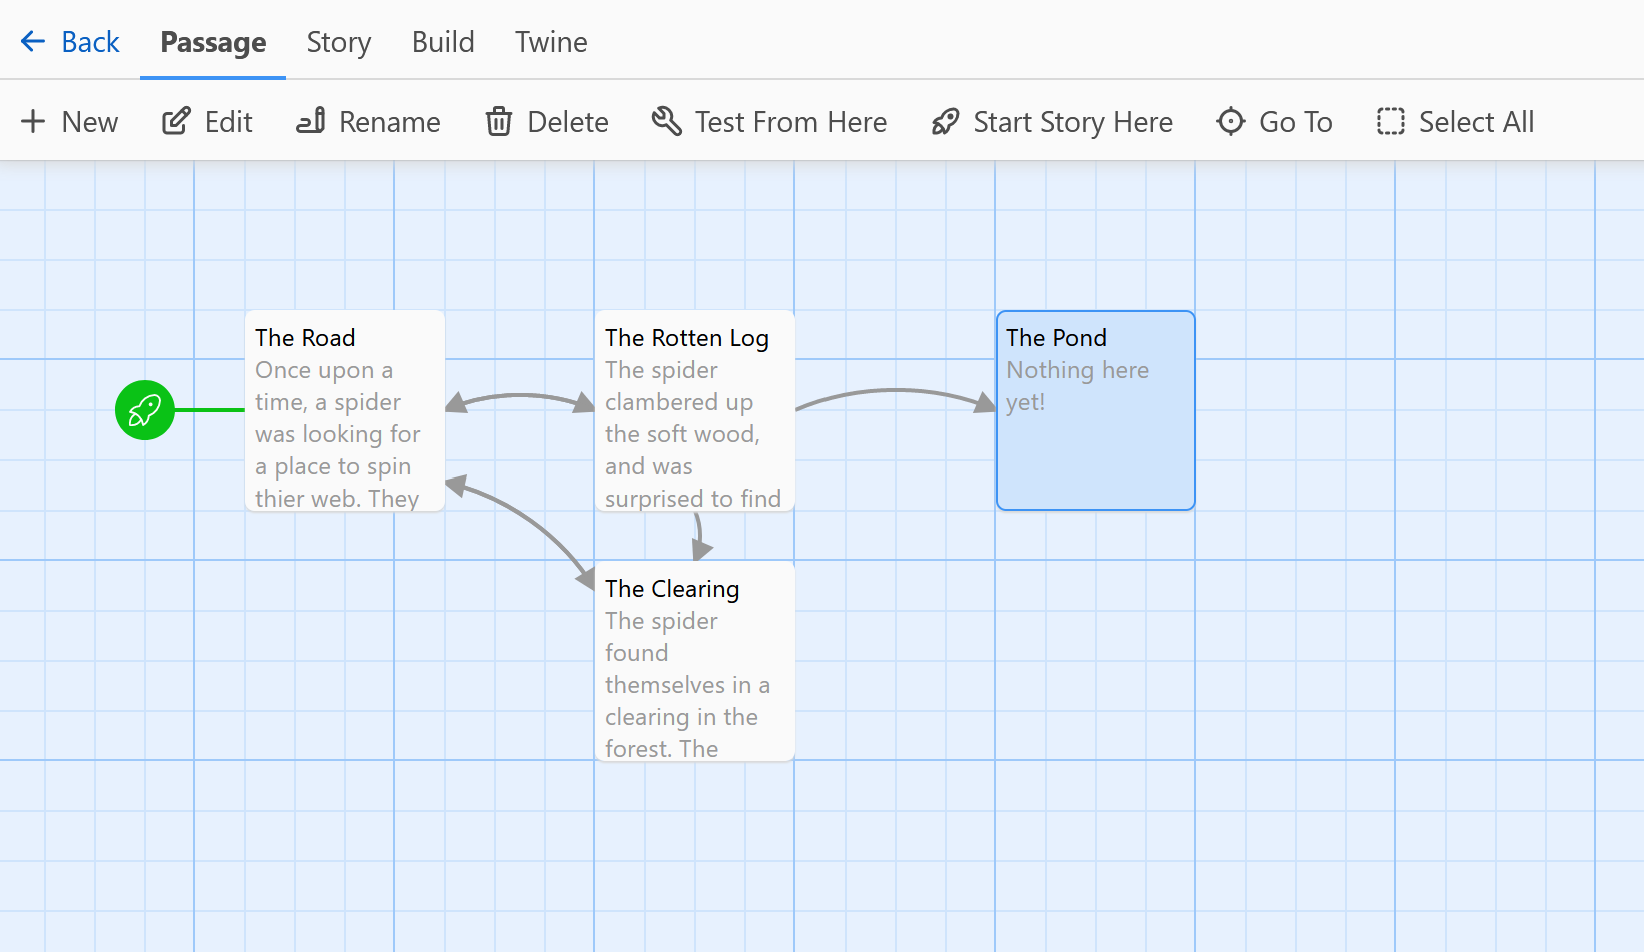 Back Passage Story Build Twine
New Edit Rename Delete Test From Here Start Story Here Go To Select All
The Road
Once upon a
time, a spider
was looking for
a place to spin
thier web. They
The Rotten Log
The spider
clambered up
the soft wood,
and was
surprised to find
The Pond
Nothing here
yet!
The Clearing
The spider
found
themselves in a
clearing in the
forest. The